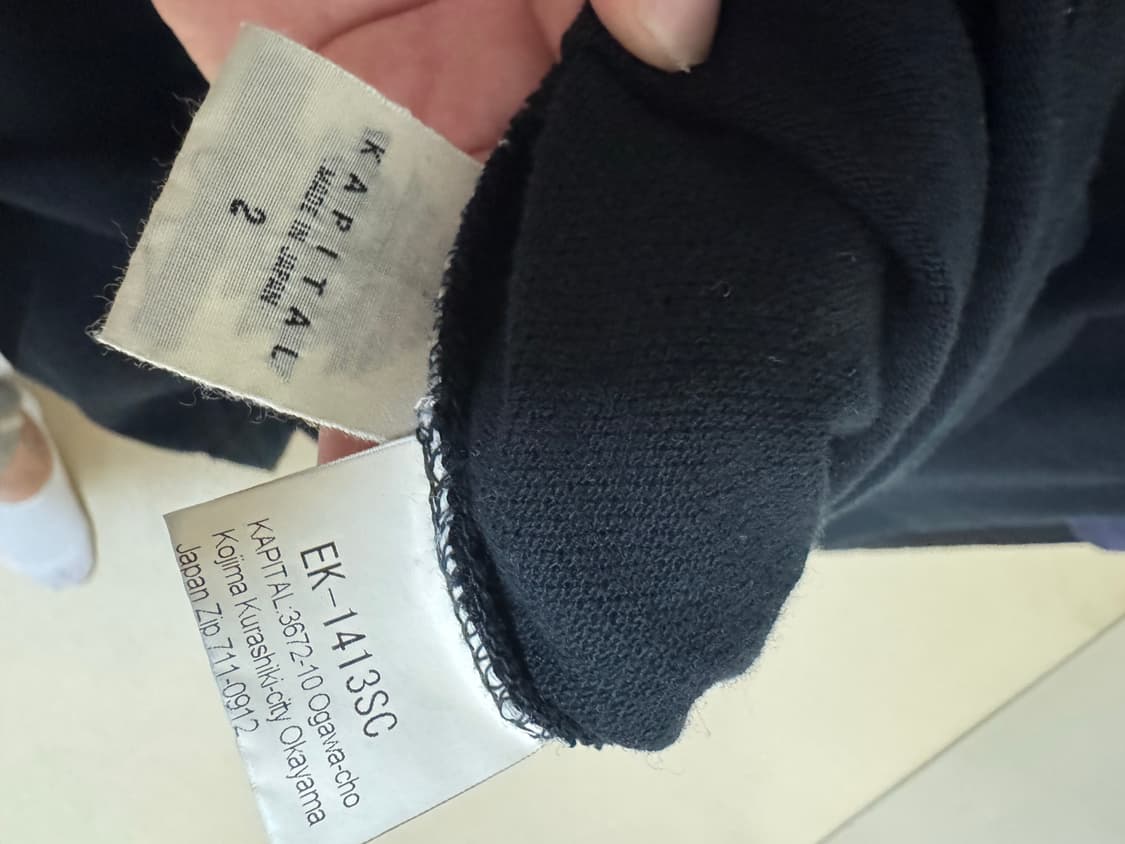 KAPITAL
MADE IN JAPAN
2
EK-1413SC
KAPITAL:3672-10 Ogawa-cho
Kojima Kurashiki-city Okayama
Japan Zip 711-0912